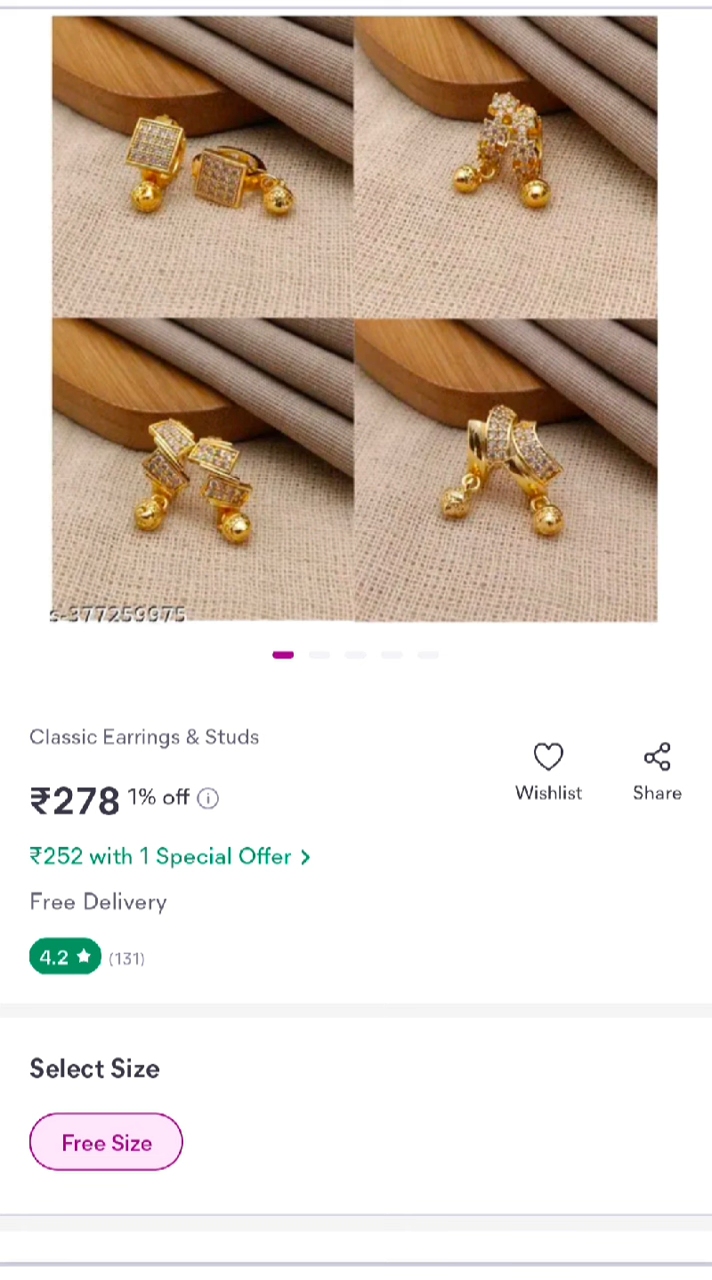 s-377259975
Classic Earrings & Studs
₹278 1% off
Wishlist
Share
₹252 with 1 Special Offer
Free Delivery
4.2 ★ (131)
Select Size
Free Size